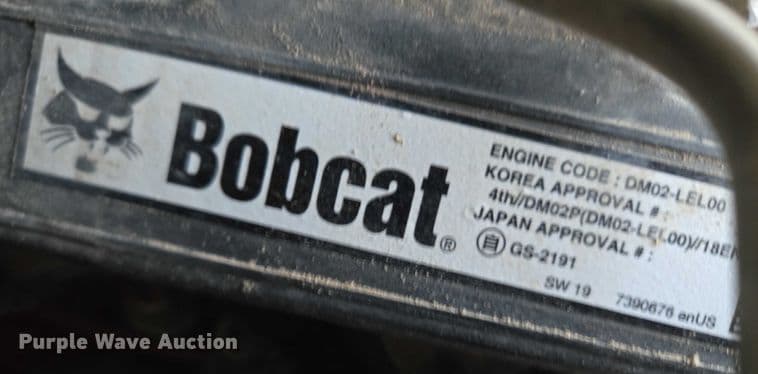 Bobcat®
ENGINE CODE : DM02-LEL00
KOREA APPROVAL # :
4th//DM02P(DM02-LEL00)//18E
JAPAN APPROVAL # :
自 GS-2191
SW 19 7390676 enUS
Purple Wave Auction